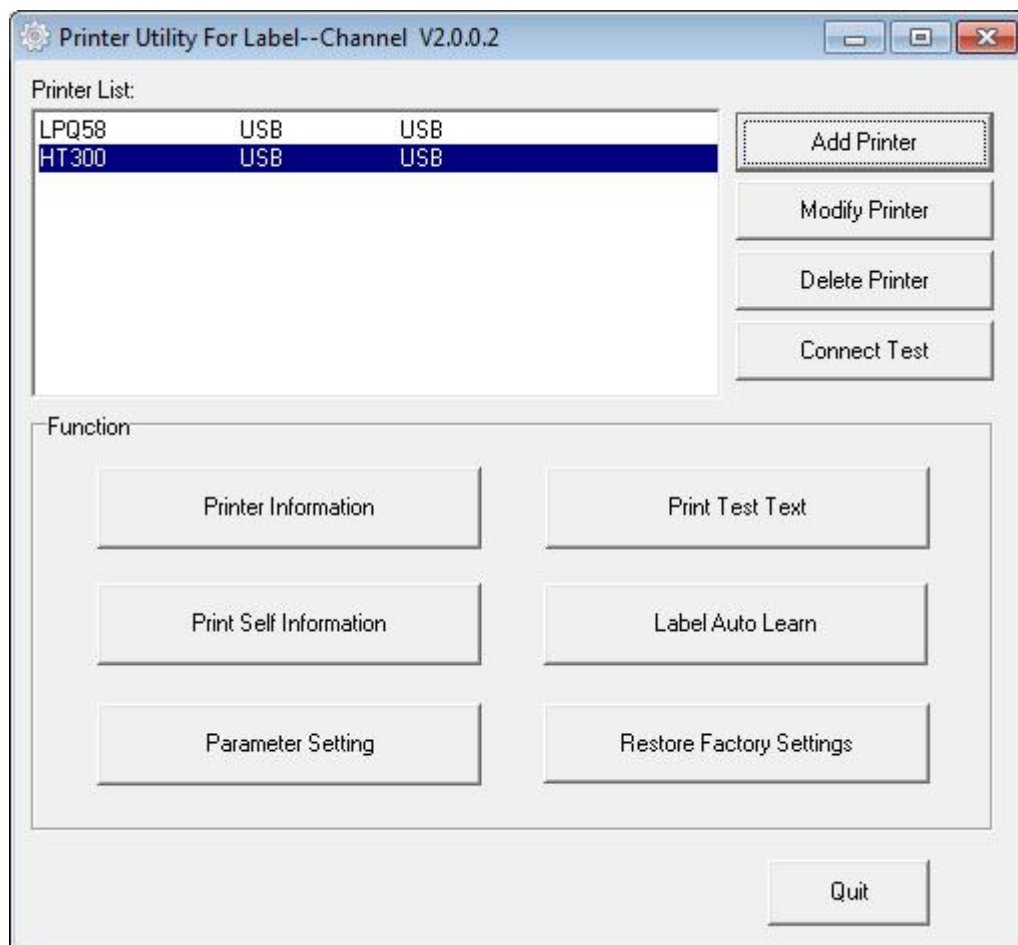 Printer Utility For Label--Channel V2.0.0.2
Printer List:
LPQ58 USB USB
HT300 USB USB
Add Printer
Modify Printer
Delete Printer
Connect Test
Function
Printer Information
Print Test Text
Print Self Information
Label Auto Learn
Parameter Setting
Restore Factory Settings
Quit